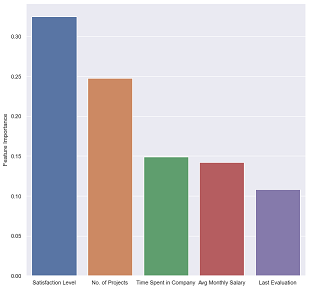 Feature Importance
0.30
0.25
0.20
0.15
0.10
0.05
0.00
Satisfaction Level
No. of Projects
Time Spent in Company
Avg Monthly Salary
Last Evaluation